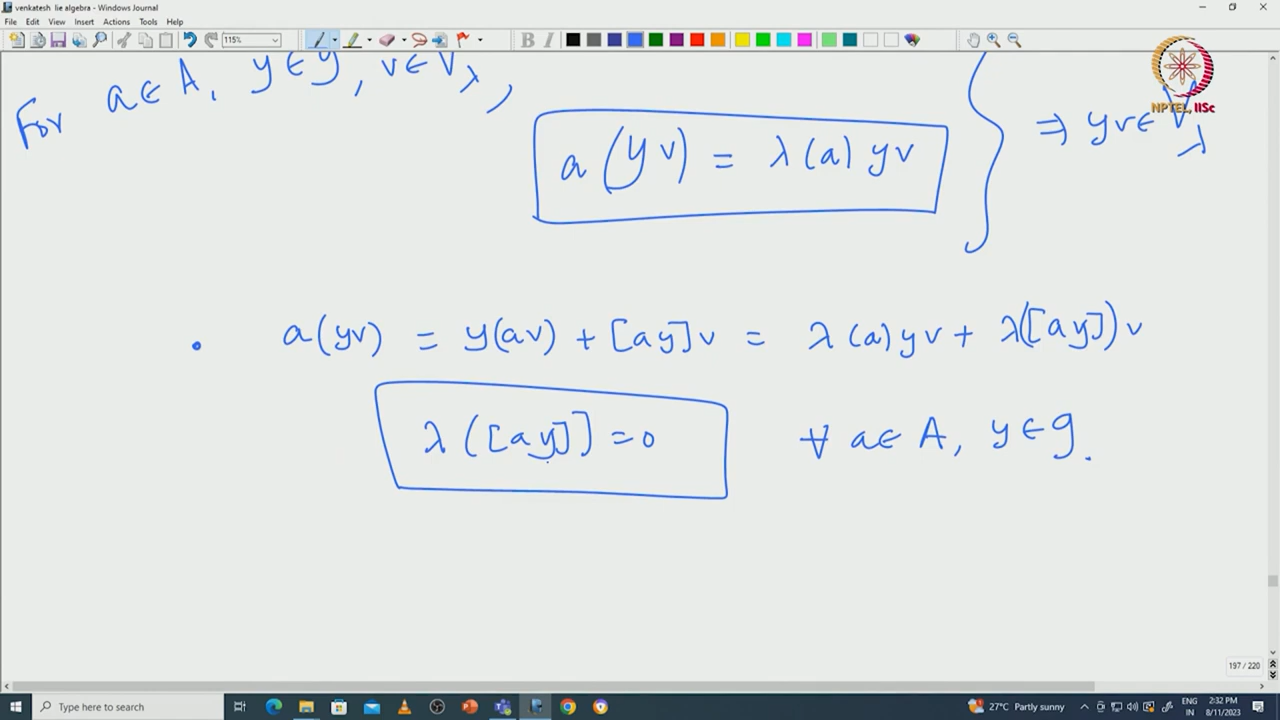 venkatesh lie algebra - Windows Journal
File Edit View Insert Actions Tools Help
115%
B I
NPTEL, IISc
For a ∈ A, y ∈ g, v ∈ V_λ,
a (y v) = λ(a) y v
⇒ yv ∈ V_λ
• a(yv) = y(av) + [ay]v = λ(a)yv + λ([ay])v
λ([ay]) = 0 ∀ a ∈ A, y ∈ g.
197 / 220
Type here to search
27°C Partly sunny
ENG
IN
2:32 PM
8/11/2023